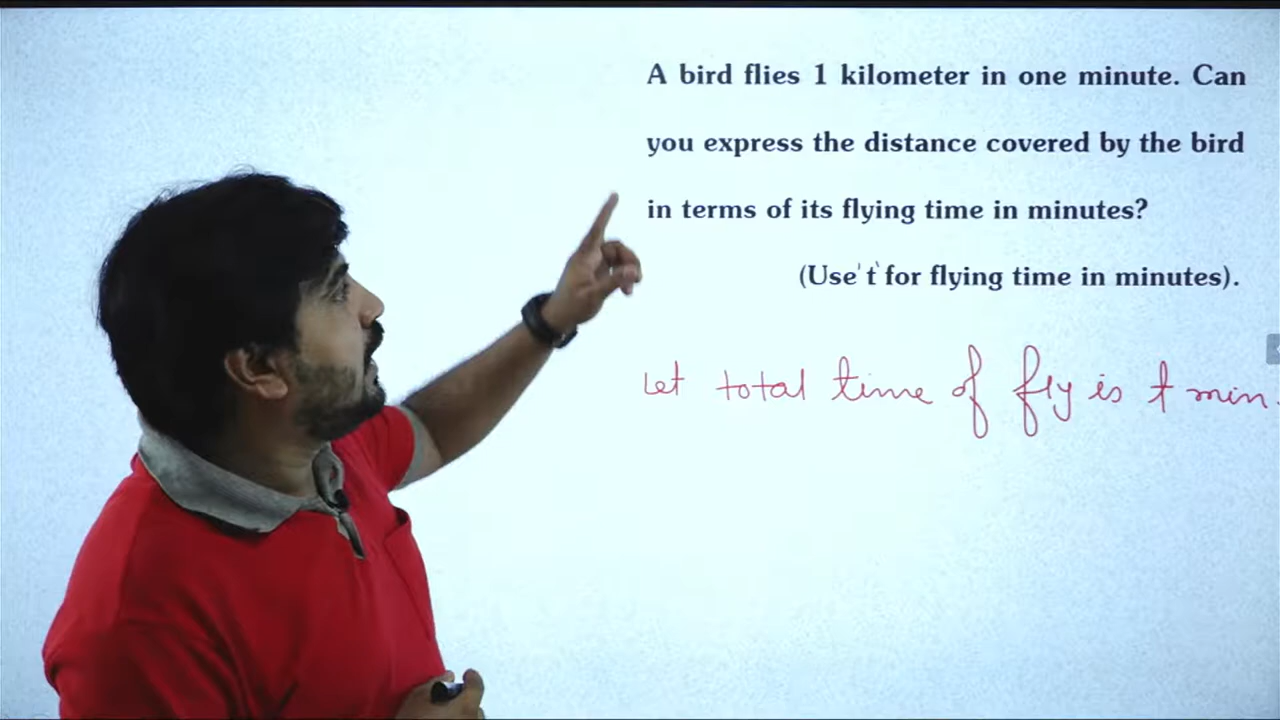 A bird flies 1 kilometer in one minute. Can
you express the distance covered by the bird
in terms of its flying time in minutes?
(Use 't' for flying time in minutes).
Let total time of fly is t min.